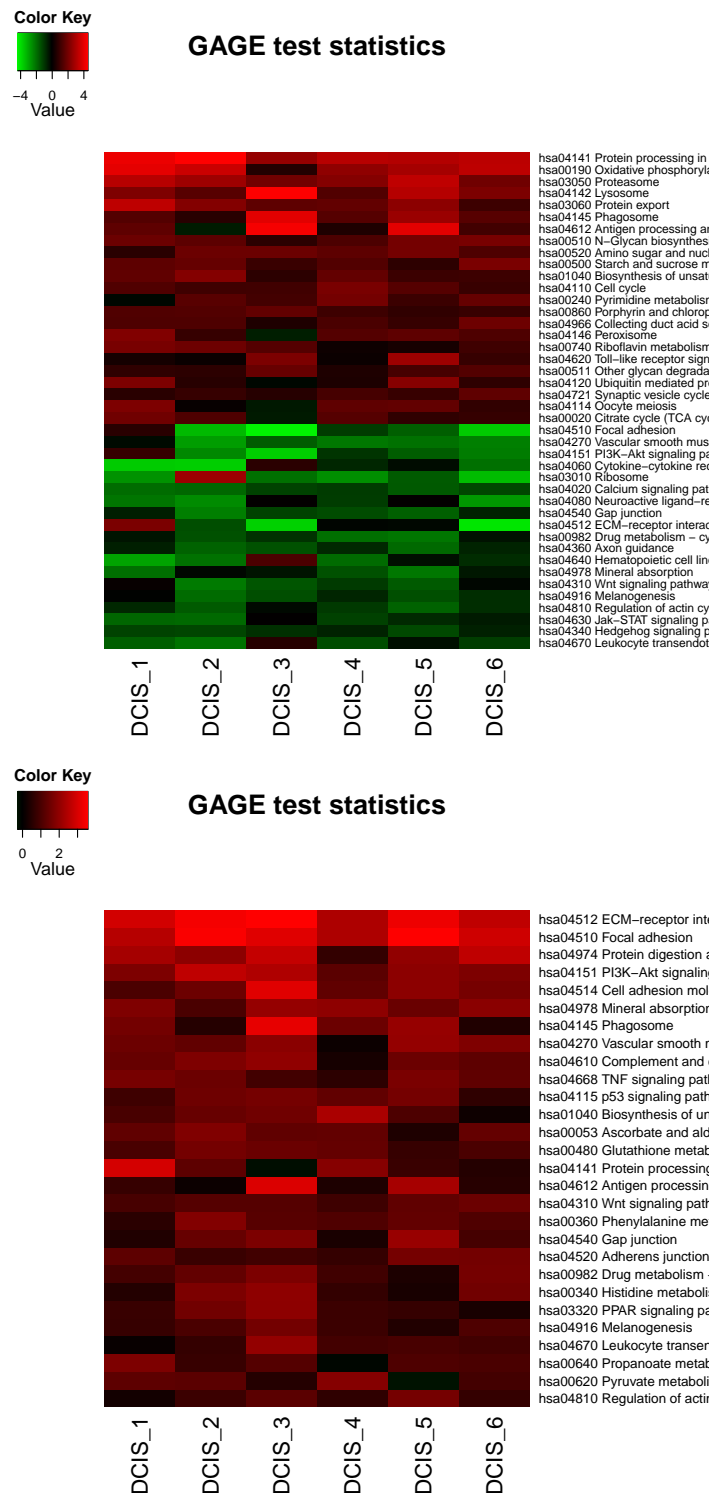 Color Key
−4 0 4
Value
GAGE test statistics
hsa04141 Protein processing in
hsa00190 Oxidative phosphoryla
hsa03050 Proteasome
hsa04142 Lysosome
hsa03060 Protein export
hsa04145 Phagosome
hsa04612 Antigen processing an
hsa00510 N−Glycan biosynthes
hsa00520 Amino sugar and nucl
hsa00500 Starch and sucrose m
hsa01040 Biosynthesis of unsat
hsa04110 Cell cycle
hsa00240 Pyrimidine metabolism
hsa00860 Porphyrin and chlorop
hsa04966 Collecting duct acid s
hsa04146 Peroxisome
hsa00740 Riboflavin metabolism
hsa04620 Toll−like receptor sign
hsa00511 Other glycan degrada
hsa04120 Ubiquitin mediated pr
hsa04721 Synaptic vesicle cycle
hsa04114 Oocyte meiosis
hsa00020 Citrate cycle (TCA cyc
hsa04510 Focal adhesion
hsa04270 Vascular smooth mus
hsa04151 PI3K−Akt signaling pa
hsa04060 Cytokine−cytokine rec
hsa03010 Ribosome
hsa04020 Calcium signaling pat
hsa04080 Neuroactive ligand−re
hsa04540 Gap junction
hsa04512 ECM−receptor interac
hsa00982 Drug metabolism − cy
hsa04360 Axon guidance
hsa04640 Hematopoietic cell line
hsa04978 Mineral absorption
hsa04310 Wnt signaling pathway
hsa04916 Melanogenesis
hsa04810 Regulation of actin cy
hsa04630 Jak−STAT signaling pa
hsa04340 Hedgehog signaling p
hsa04670 Leukocyte transendot
DCIS_1 DCIS_2 DCIS_3 DCIS_4 DCIS_5 DCIS_6
Color Key
0 2
Value
GAGE test statistics
hsa04512 ECM−receptor inte
hsa04510 Focal adhesion
hsa04974 Protein digestion a
hsa04151 PI3K−Akt signaling
hsa04514 Cell adhesion mol
hsa04978 Mineral absorption
hsa04145 Phagosome
hsa04270 Vascular smooth m
hsa04610 Complement and c
hsa04668 TNF signaling path
hsa04115 p53 signaling path
hsa01040 Biosynthesis of un
hsa00053 Ascorbate and ald
hsa00480 Glutathione metab
hsa04141 Protein processing
hsa04612 Antigen processin
hsa04310 Wnt signaling path
hsa00360 Phenylalanine me
hsa04540 Gap junction
hsa04520 Adherens junction
hsa00982 Drug metabolism −
hsa00340 Histidine metabolis
hsa03320 PPAR signaling pa
hsa04916 Melanogenesis
hsa04670 Leukocyte transen
hsa00640 Propanoate metab
hsa00620 Pyruvate metaboli
hsa04810 Regulation of actin
DCIS_1 DCIS_2 DCIS_3 DCIS_4 DCIS_5 DCIS_6